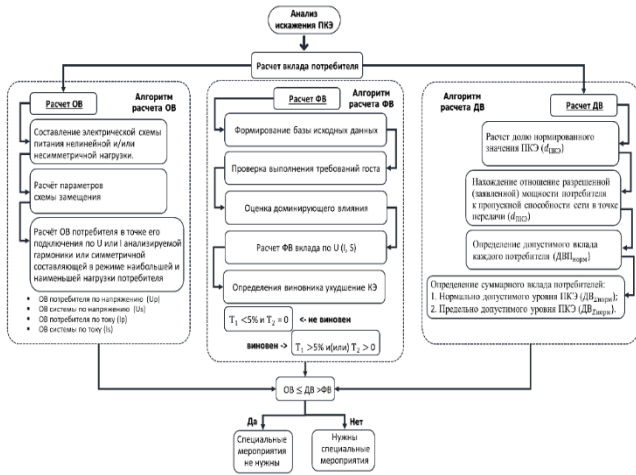 Анализ
искажения ПКЭ
Расчет вклада потребителя
Расчет ОВ
Алгоритм
расчета ОВ
Составление электрической схемы
питания нелинейной и/или
несимметричной нагрузки.
Расчёт параметров
схемы замещения
Расчёт ОВ потребителя в точке его
подключения по U или I анализируемой
гармоники или симметричной
составляющей в режиме наибольшей и
наименьшей нагрузки потребителя
▪ ОВ потребителя по напряжению (Up)
▪ ОВ системы по напряжению (Us)
▪ ОВ потребителя по току (Ip)
▪ ОВ системы по току (Is)
Расчет ФВ
Алгоритм
расчета ФВ
Формирование базы исходных данных
Проверка выполнения требований госта
Оценка доминирующего влияния
Расчет ФВ вклада по U (I, S)
Определения виновника ухудшение КЭ
T₁ <5% и T₂ = 0 <- не виновен
виновен -> T₁ >5% и(или) T₂ > 0
Алгоритм
расчета ДВ
Расчет ДВ
Расчет долю нормированного
значения ПКЭ (dПКЭ)
Нахождение отношение разрешенной
(заявленной) мощности потребителя
к пропускной способности сети в точке
передачи (dПКЭ)
Определение допустимого вклада
каждого потребителя (ДВПнорм)
Определение суммарного вклада потребителей:
1. Нормально допустимого уровня ПКЭ (ДВΣнорм);
2. Предельно допустимого уровня ПКЭ (ДВΣнорм).
ОВ ≤ ДВ >ФВ
Да
Нет
Специальные
мероприятия
не нужны
Нужны
специальные
мероприятия